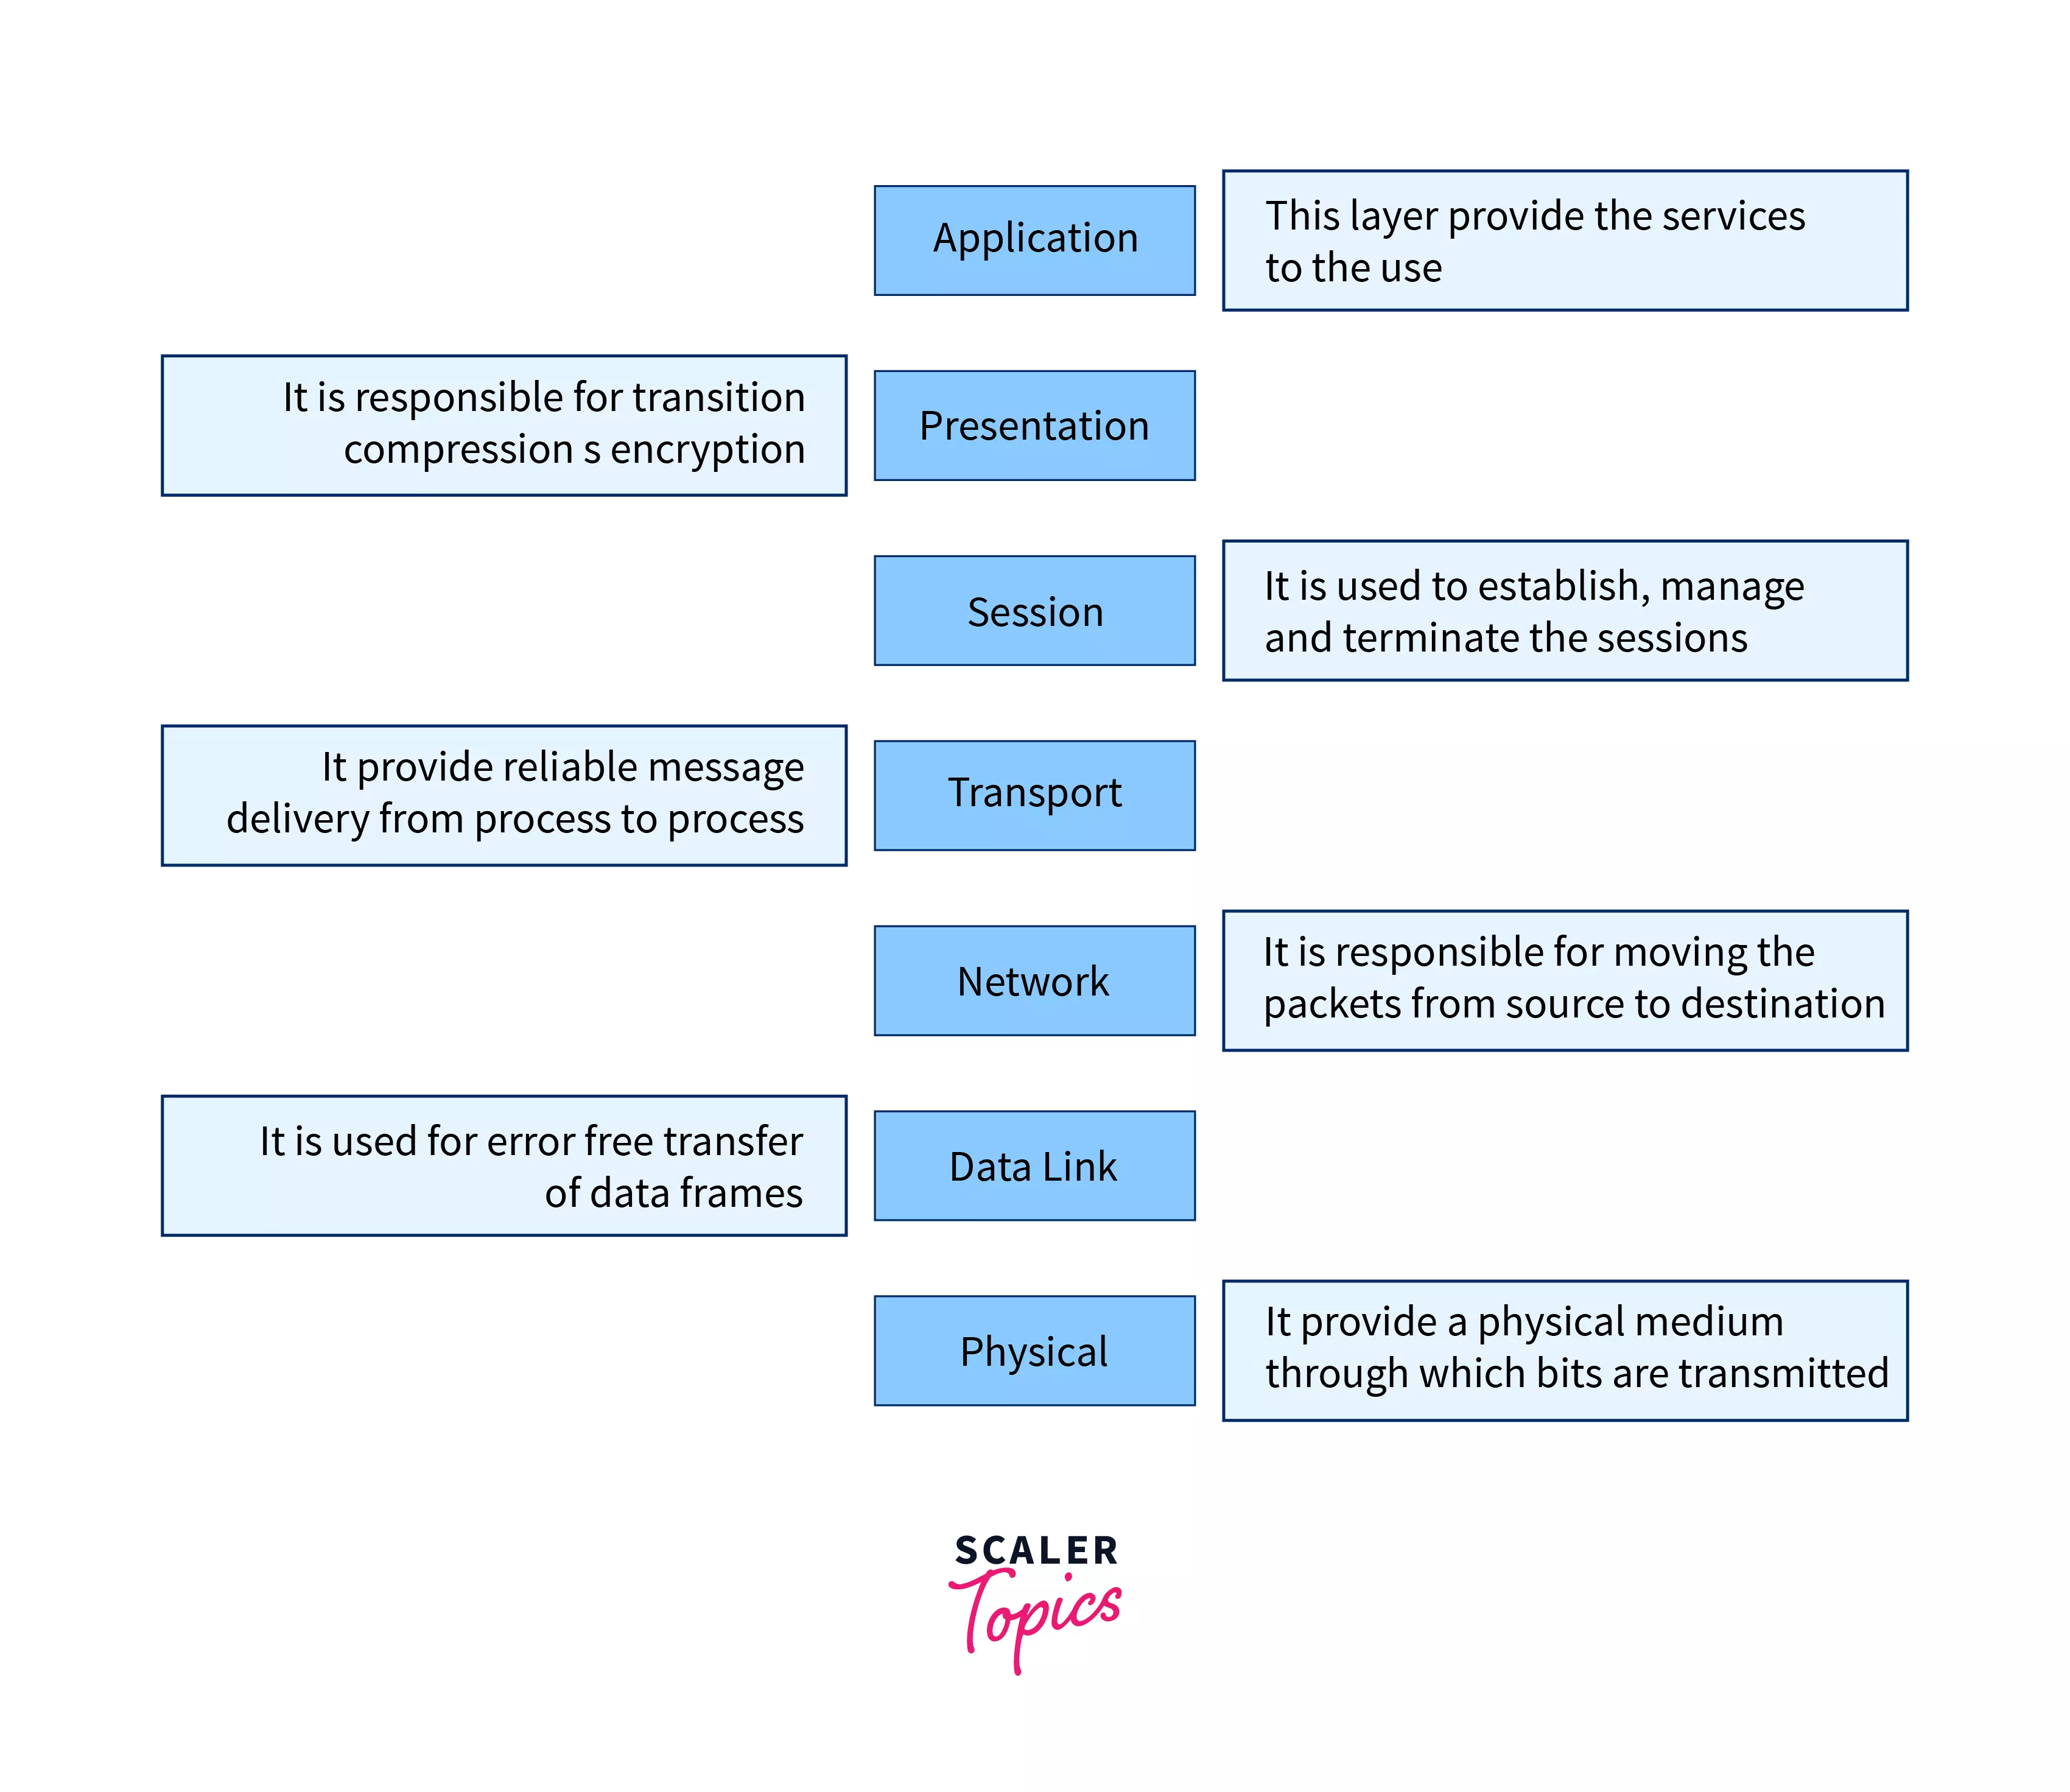 Application
This layer provide the services
to the use
It is responsible for transition
compression s encryption
Presentation
Session
It is used to establish, manage
and terminate the sessions
It provide reliable message
delivery from process to process
Transport
Network
It is responsible for moving the
packets from source to destination
It is used for error free transfer
of data frames
Data Link
Physical
It provide a physical medium
through which bits are transmitted
SCALER
Topics